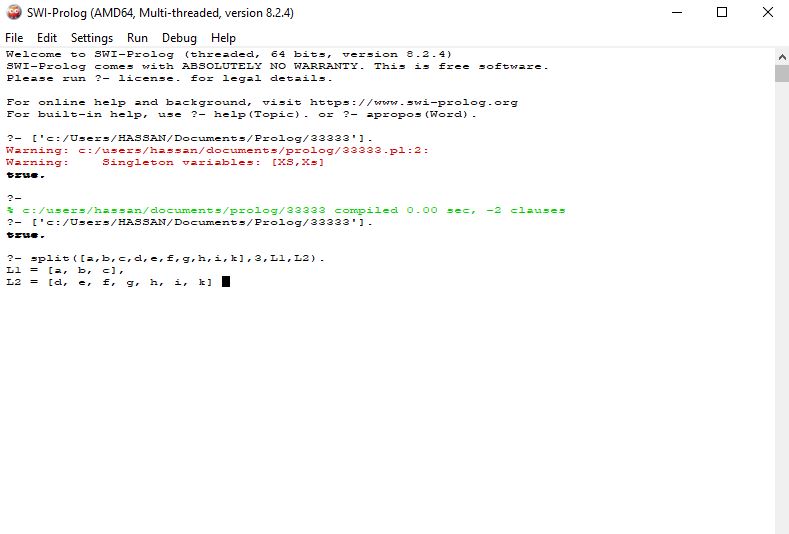 SWI-Prolog (AMD64, Multi-threaded, version 8.2.4)
File Edit Settings Run Debug Help
Welcome to SWI-Prolog (threaded, 64 bits, version 8.2.4)
SWI-Prolog comes with ABSOLUTELY NO WARRANTY. This is free software.
Please run ?- license. for legal details.
For online help and background, visit https://www.swi-prolog.org
For built-in help, use ?- help(Topic). or ?- apropos(Word).
?- ['c:/Users/HASSAN/Documents/Prolog/33333'].
Warning: c:/users/hassan/documents/prolog/33333.pl:2:
Warning:    Singleton variables: [XS,Xs]
true.
?-
% c:/users/hassan/documents/prolog/33333 compiled 0.00 sec, -2 clauses
?- ['c:/Users/HASSAN/Documents/Prolog/33333'].
true.
?- split([a,b,c,d,e,f,g,h,i,k],3,L1,L2).
L1 = [a, b, c],
L2 = [d, e, f, g, h, i, k]